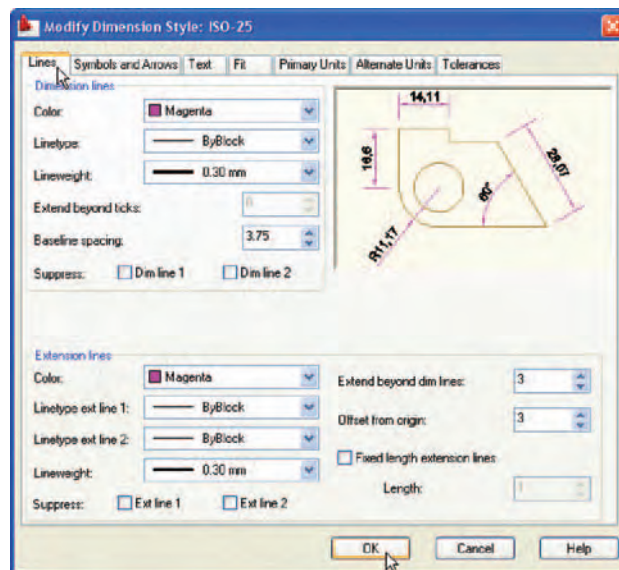 Modify Dimension Style: ISO-25
Lines Symbols and Arrows Text Fit Primary Units Alternate Units Tolerances
Dimension lines
Color: Magenta
Linetype: ByBlock
Lineweight: 0.30 mm
Extend beyond ticks: 0
Baseline spacing: 3.75
Suppress: Dim line 1 Dim line 2
14,11
16,6
28,07
60°
R11,17
Extension lines
Color: Magenta
Linetype ext line 1: ByBlock
Linetype ext line 2: ByBlock
Lineweight: 0.30 mm
Suppress: Ext line 1 Ext line 2
Extend beyond dim lines: 3
Offset from origin: 3
Fixed length extension lines
Length: 1
OK Cancel Help